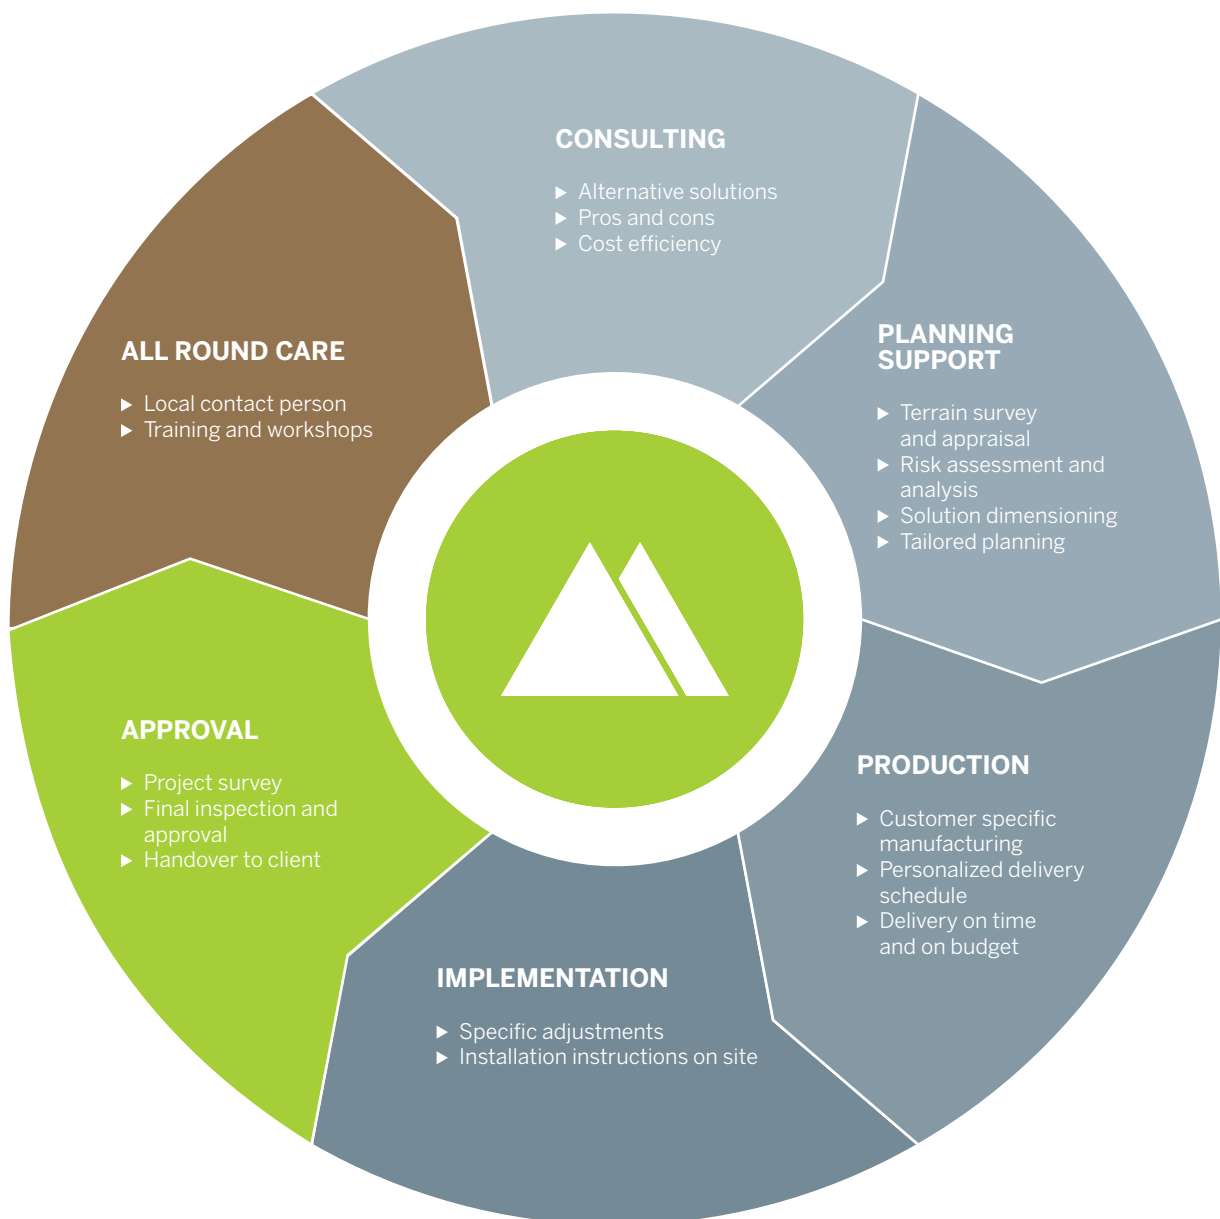 CONSULTING
▶ Alternative solutions
▶ Pros and cons
▶ Cost efficiency
PLANNING
SUPPORT
▶ Terrain survey
and appraisal
▶ Risk assessment and
analysis
▶ Solution dimensioning
▶ Tailored planning
PRODUCTION
▶ Customer specific
manufacturing
▶ Personalized delivery
schedule
▶ Delivery on time
and on budget
IMPLEMENTATION
▶ Specific adjustments
▶ Installation instructions on site
APPROVAL
▶ Project survey
▶ Final inspection and
approval
▶ Handover to client
ALL ROUND CARE
▶ Local contact person
▶ Training and workshops